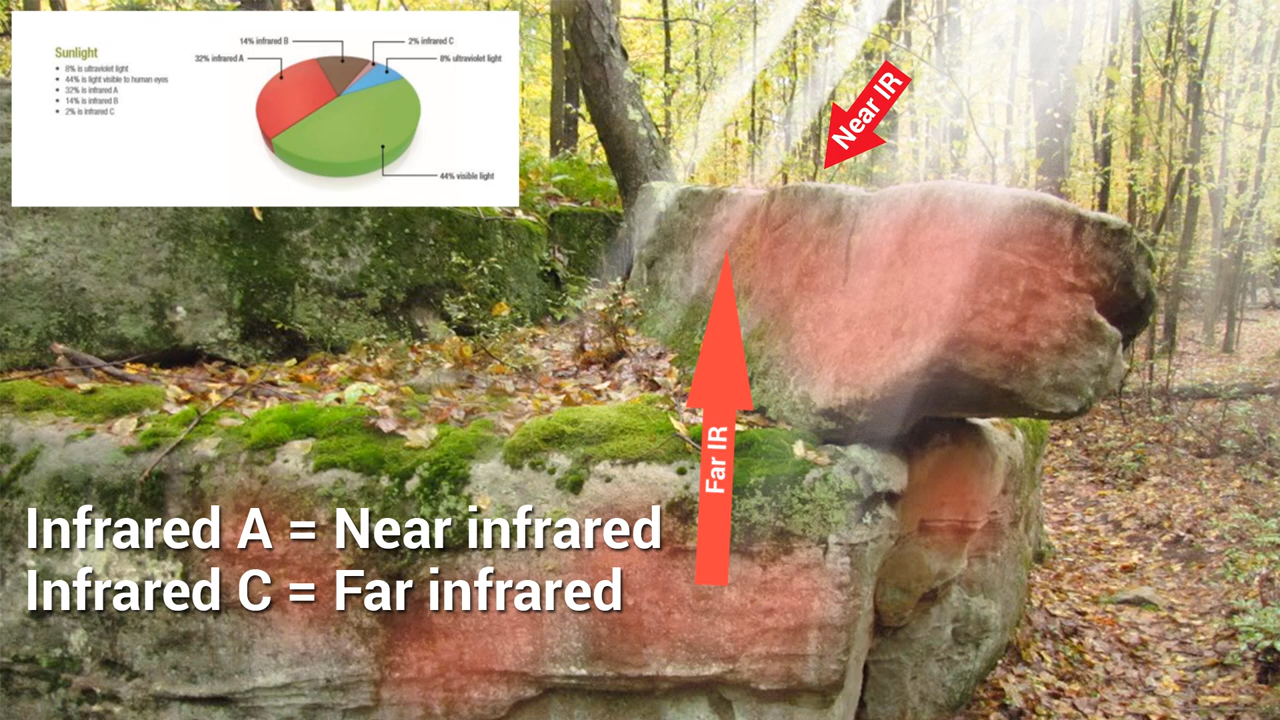 Sunlight
• 8% is ultraviolet light
• 44% is light visible to human eyes
• 32% is infrared A
• 14% is infrared B
• 2% is infrared C
14% infrared B
2% infrared C
32% infrared A
8% ultraviolet light
44% visible light
Near IR
Far IR
Infrared A = Near infrared
Infrared C = Far infrared